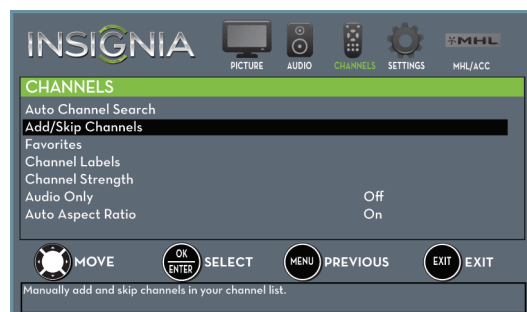 INSIGNIA
PICTURE AUDIO CHANNELS SETTINGS MHL MHL/ACC
CHANNELS
Auto Channel Search
Add/Skip Channels
Favorites
Channel Labels
Channel Strength
Audio Only Off
Auto Aspect Ratio On
MOVE OK ENTER SELECT MENU PREVIOUS EXIT EXIT
Manually add and skip channels in your channel list.